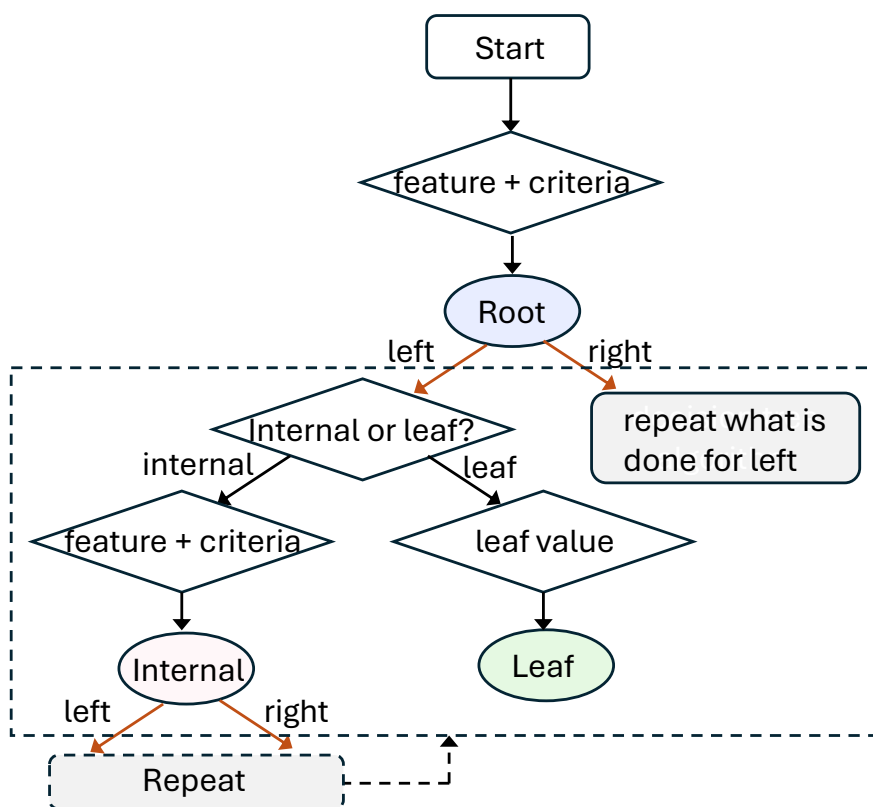 Start
feature + criteria
Root
left
right
Internal or leaf?
repeat what is
done for left
internal
leaf
feature + criteria
leaf value
Internal
Leaf
left
right
Repeat